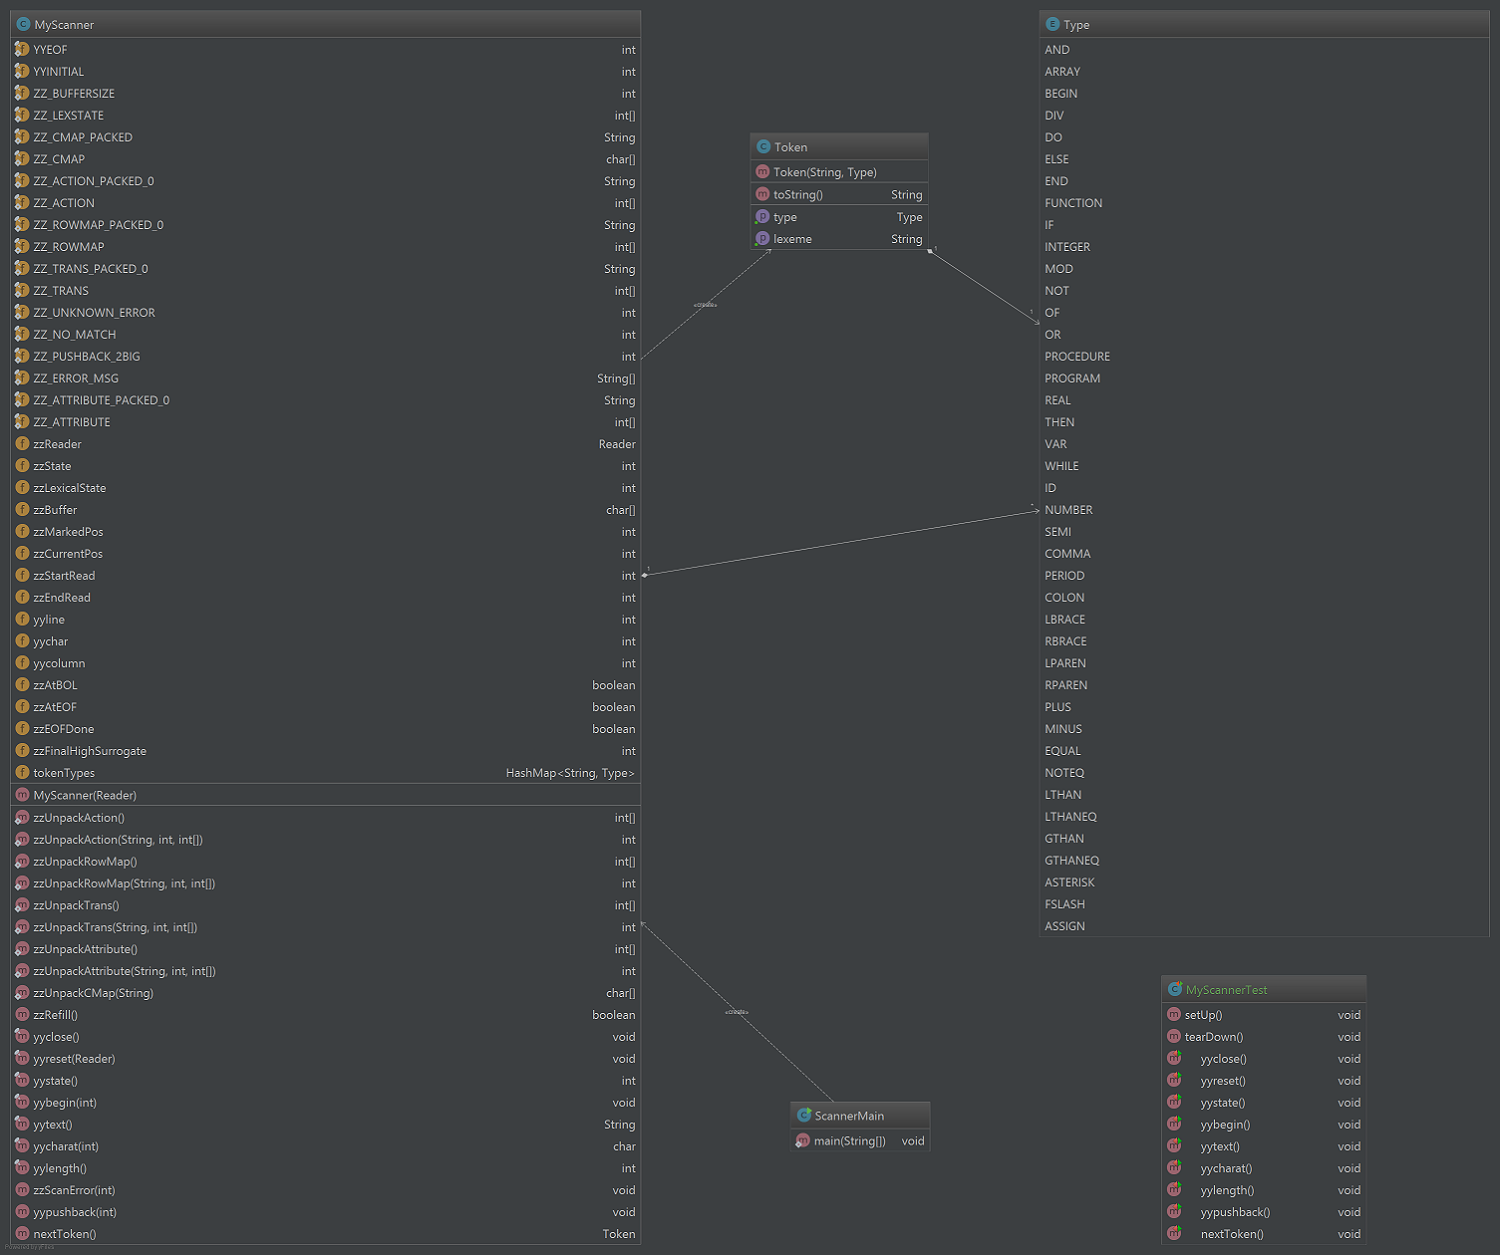 MyScanner
YYEOF int
YYINITIAL int
ZZ_BUFFERSIZE int
ZZ_LEXSTATE int[]
ZZ_CMAP_PACKED String
ZZ_CMAP char[]
ZZ_ACTION_PACKED_0 String
ZZ_ACTION int[]
ZZ_ROWMAP_PACKED_0 String
ZZ_ROWMAP int[]
ZZ_TRANS_PACKED_0 String
ZZ_TRANS int[]
ZZ_UNKNOWN_ERROR int
ZZ_NO_MATCH int
ZZ_PUSHBACK_2BIG int
ZZ_ERROR_MSG String[]
ZZ_ATTRIBUTE_PACKED_0 String
ZZ_ATTRIBUTE int[]
zzReader Reader
zzState int
zzLexicalState int
zzBuffer char[]
zzMarkedPos int
zzCurrentPos int
zzStartRead int
zzEndRead int
yyline int
yychar int
yycolumn int
zzAtBOL boolean
zzAtEOF boolean
zzEOFDone boolean
zzFinalHighSurrogate int
tokenTypes HashMap<String, Type>
MyScanner(Reader)
zzUnpackAction() int[]
zzUnpackAction(String, int, int[]) int
zzUnpackRowMap() int[]
zzUnpackRowMap(String, int, int[]) int
zzUnpackTrans() int[]
zzUnpackTrans(String, int, int[]) int
zzUnpackAttribute() int[]
zzUnpackAttribute(String, int, int[]) int
zzUnpackCMap(String) char[]
zzRefill() boolean
yyclose() void
yyreset(Reader) void
yystate() int
yybegin(int) void
yytext() String
yycharat(int) char
yylength() int
zzScanError(int) void
yypushback(int) void
nextToken() Token
Powered by yFiles
«create»
Token
Token(String, Type)
toString() String
type Type
lexeme String
1
1
1
*
«create»
ScannerMain
main(String[]) void
Type
AND
ARRAY
BEGIN
DIV
DO
ELSE
END
FUNCTION
IF
INTEGER
MOD
NOT
OF
OR
PROCEDURE
PROGRAM
REAL
THEN
VAR
WHILE
ID
NUMBER
SEMI
COMMA
PERIOD
COLON
LBRACE
RBRACE
LPAREN
RPAREN
PLUS
MINUS
EQUAL
NOTEQ
LTHAN
LTHANEQ
GTHAN
GTHANEQ
ASTERISK
FSLASH
ASSIGN
MyScannerTest
setUp() void
tearDown() void
yyclose() void
yyreset() void
yystate() void
yybegin() void
yytext() void
yycharat() void
yylength() void
yypushback() void
nextToken() void